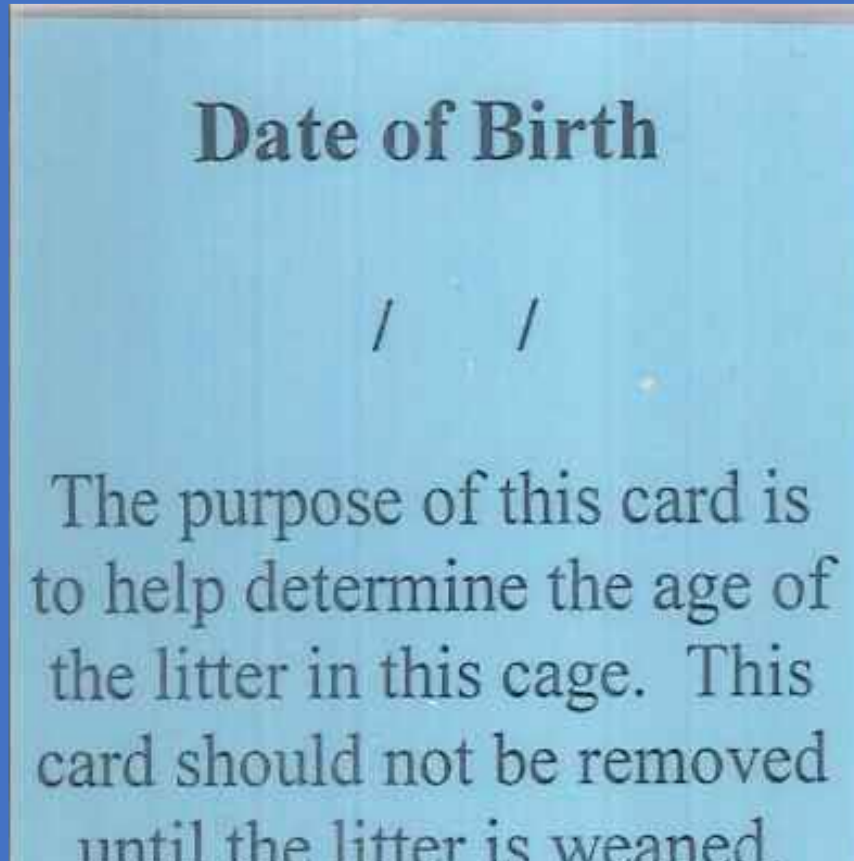 Date of Birth
/ /
The purpose of this card is
to help determine the age of
the litter in this cage.  This
card should not be removed
until the litter is weaned